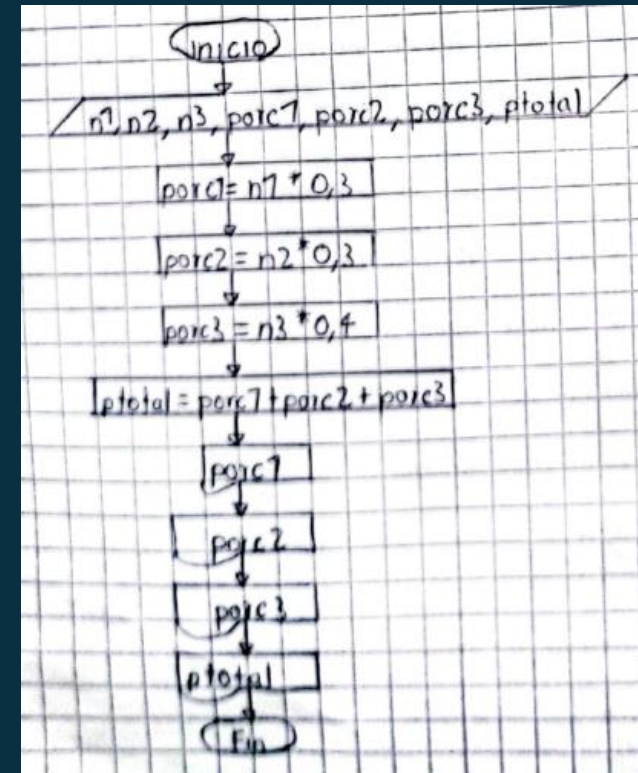 Inicio
n1, n2, n3, porc1, porc2, porc3, ptotal
porc1 = n1 * 0,3
porc2 = n2 * 0,3
porc3 = n3 * 0,4
ptotal = porc1 + porc2 + porc3
porc1
porc2
porc3
ptotal
Fin